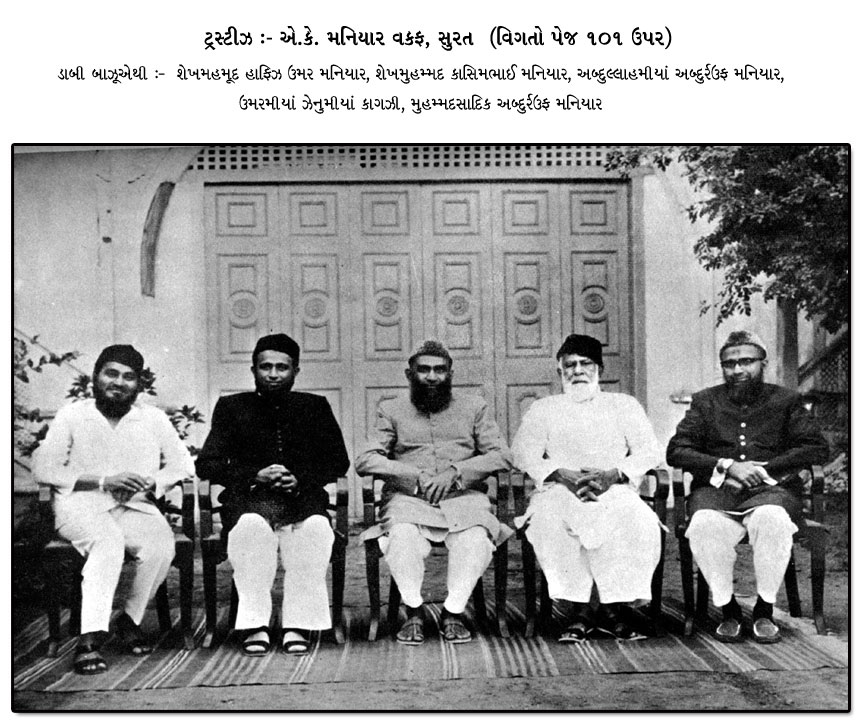 ટ્રસ્ટીઝ :- એ.કે. મનિયાર વકફ, સુરત (વિગતો પેજ ૧૦૧ ઉપર)
ડાબી બાઝૂએથી :- શેખમહમૂદ હાફિઝ ઉમર મનિયાર, શેખમુહમ્મદ કાસિમભાઈ મનિયાર, અબ્દુલ્લાહમીયાં અબ્દુર્રઉફ મનિયાર,
ઉમરમીયાં ઝેનુમીયાં કાગઝી, મુહમ્મદસાદિક અબ્દુર્રઉફ મનિયાર